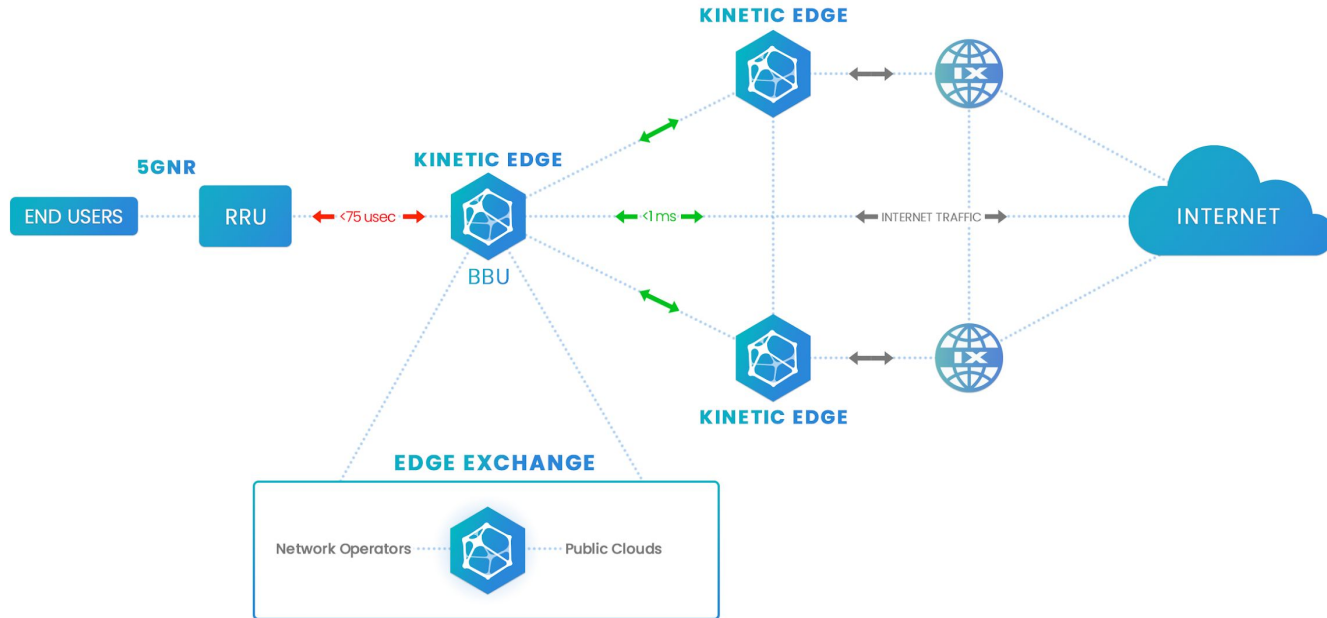 KINETIC EDGE
IX
5GNR
KINETIC EDGE
END USERS
RRU
<75 usec
<1 ms
INTERNET TRAFFIC
INTERNET
BBU
IX
KINETIC EDGE
EDGE EXCHANGE
Network Operators
Public Clouds